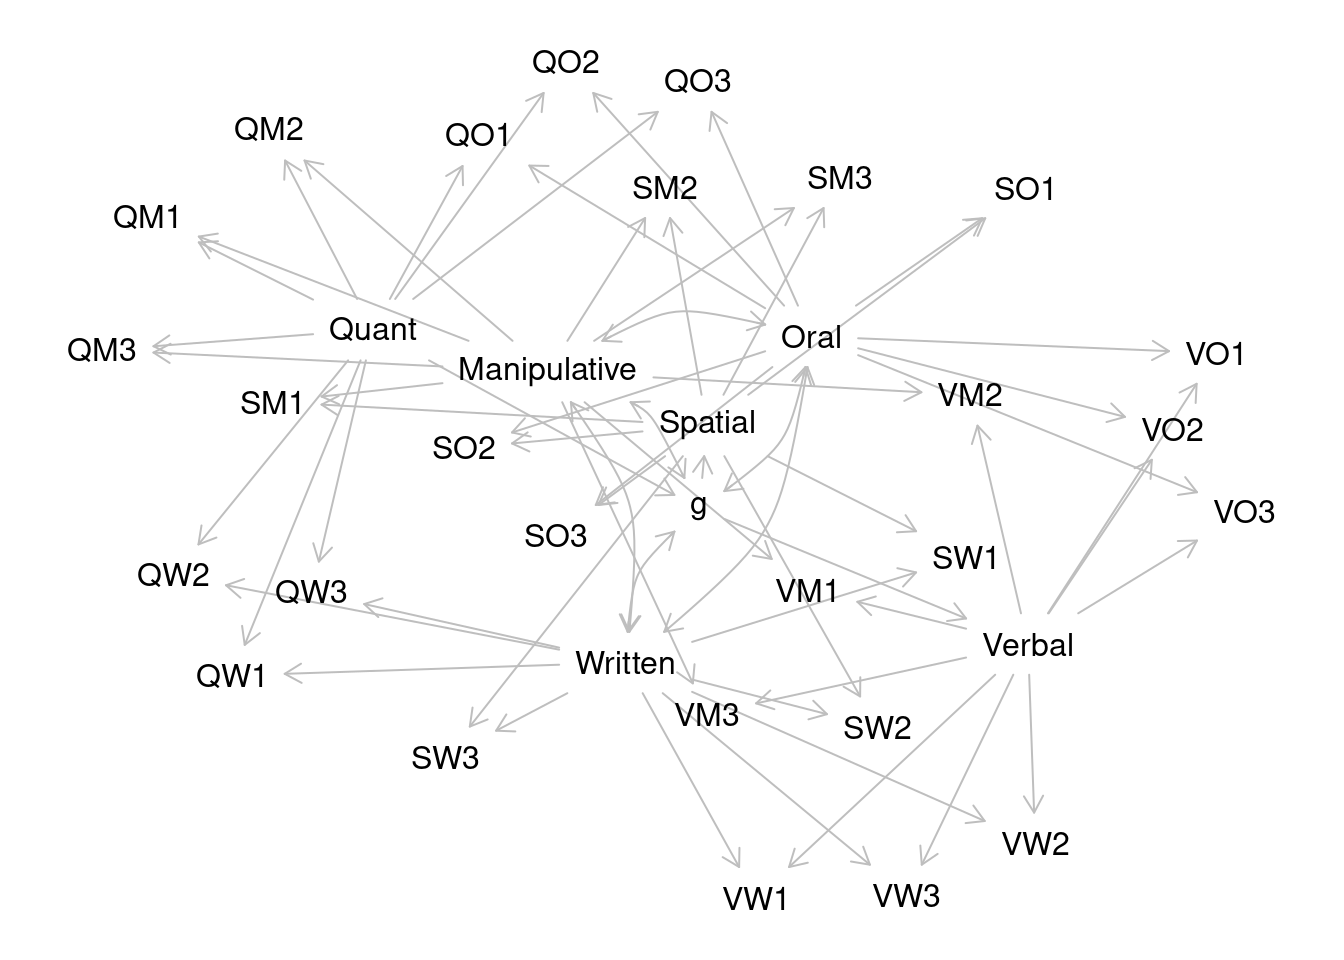 QO2
QO3
QM2
QO1
SM3
SM2
SO1
QM1
Quant
Oral
QM3
VO1
Manipulative
VM2
SM1
Spatial
VO2
SO2
g
VO3
SO3
SW1
QW2
QW3
VM1
Verbal
Written
QW1
VM3
SW2
SW3
VW2
VW3
VW1